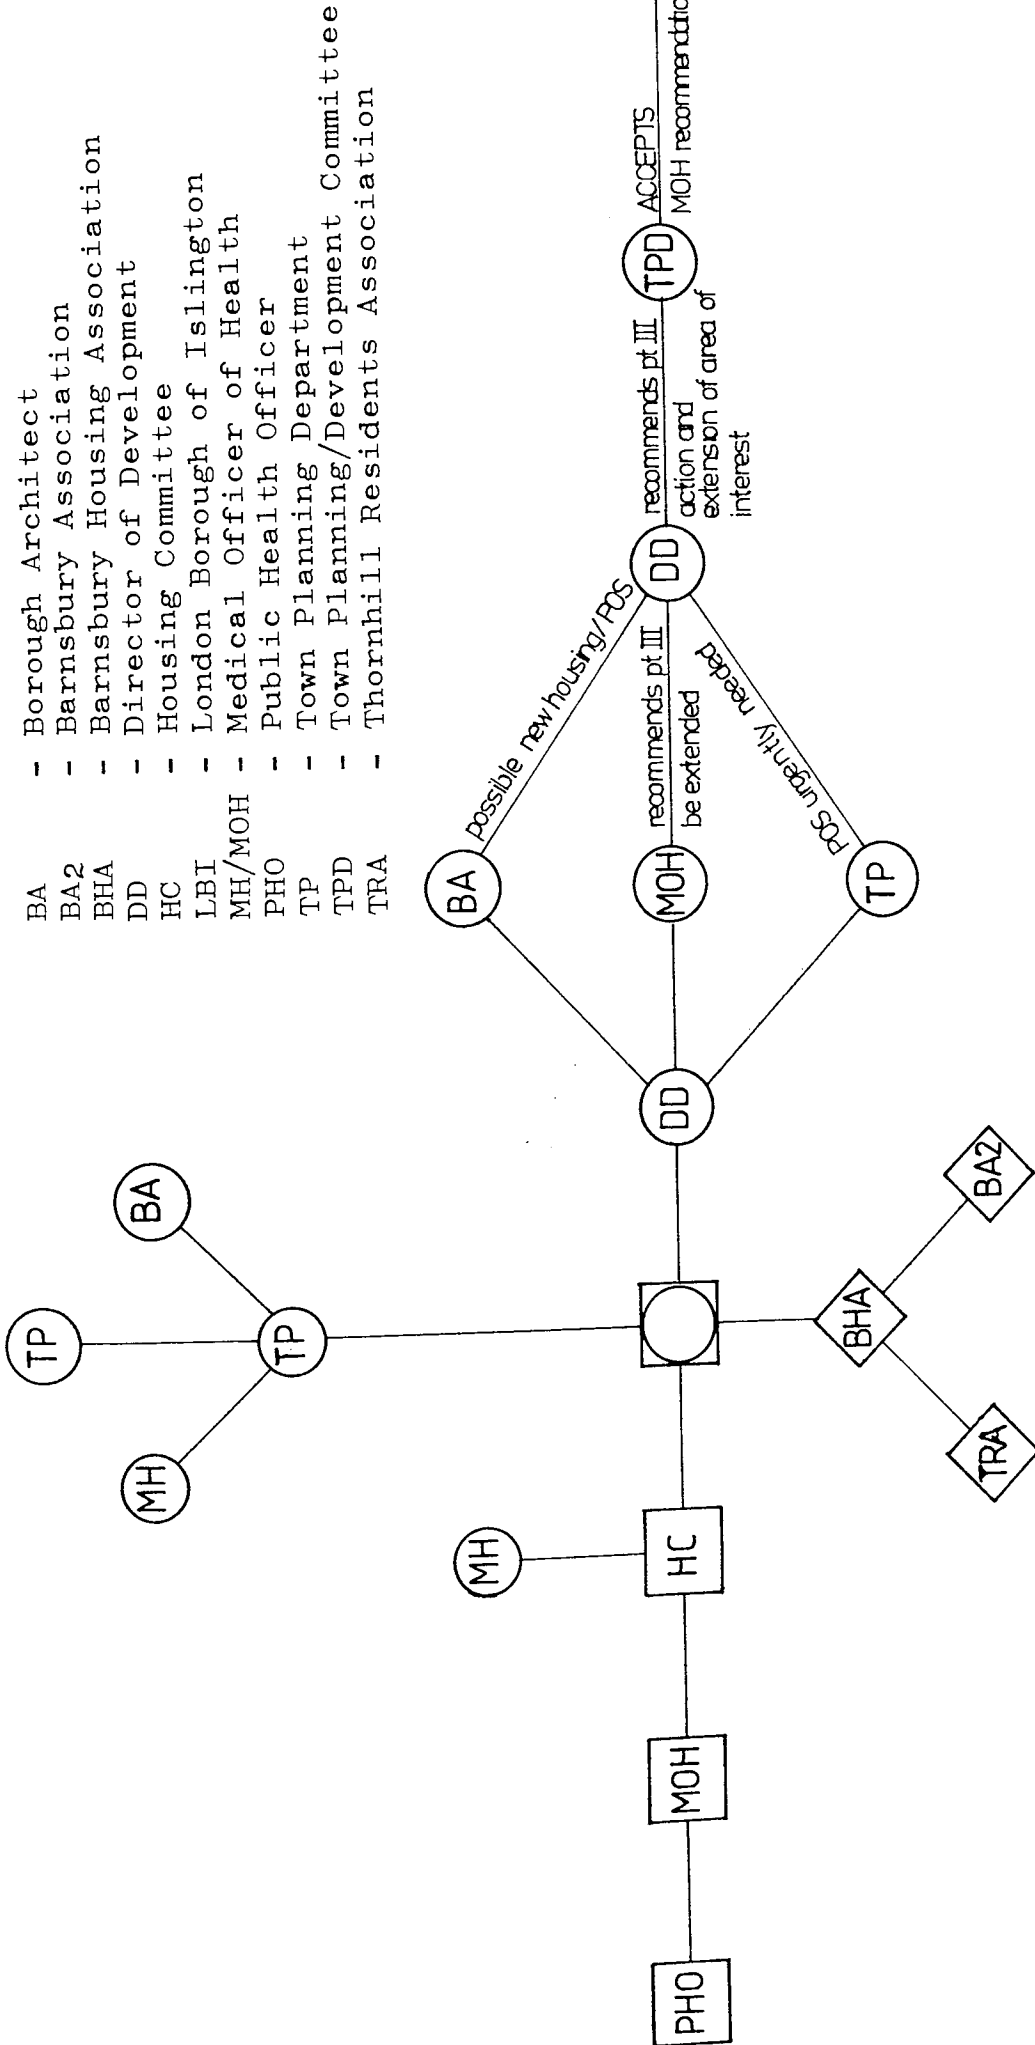 BA - Borough Architect
BA2 - Barnsbury Association
BHA - Barnsbury Housing Association
DD - Director of Development
HC - Housing Committee
LBI - London Borough of Islington
MH/MOH - Medical Officer of Health
PHO - Public Health Officer
TP - Town Planning Department
TPD - Town Planning/Development Committee
TRA - Thornhill Residents Association
TP
MH
BA
TP
MH
PHO
MOH
HC
BHA
TRA
BA2
DD
BA
possible new housing/POS
MOH
recommends pt III
be extended
TP
POS urgently needed
DD
recommends pt III
action and
extension of area of
interest
TPD
ACCEPTS
MOH